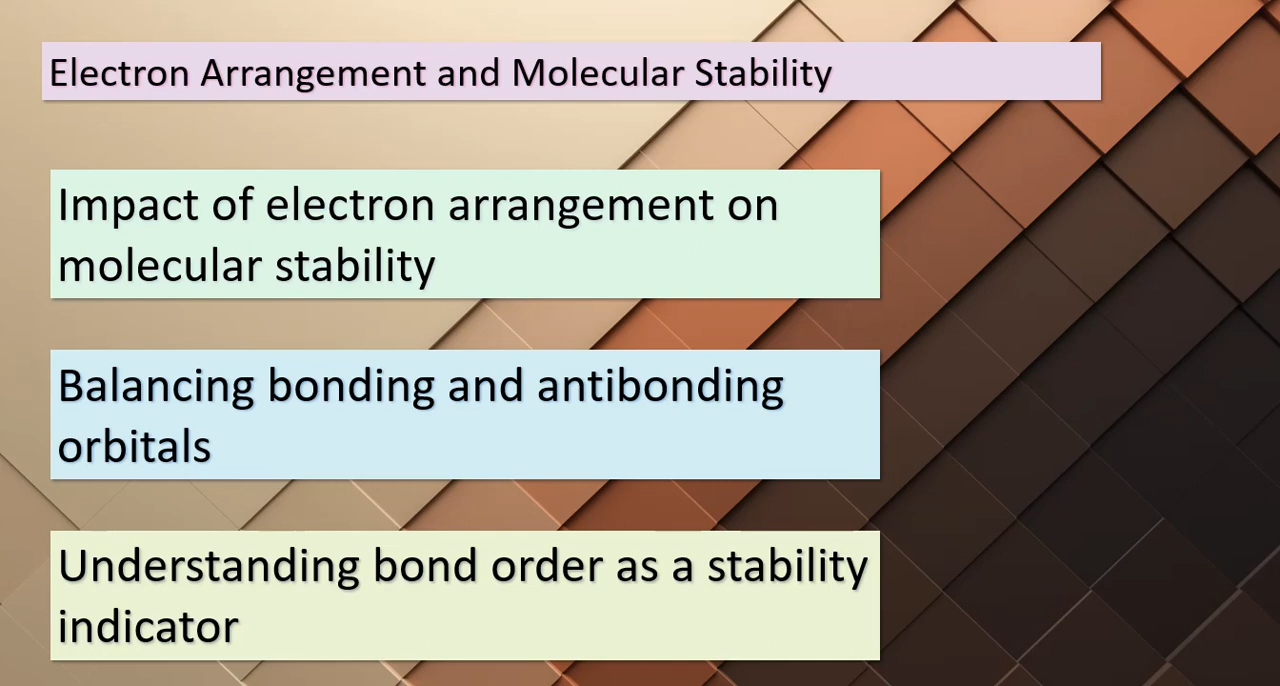 Electron Arrangement and Molecular Stability
Impact of electron arrangement on
molecular stability
Balancing bonding and antibonding
orbitals
Understanding bond order as a stability
indicator